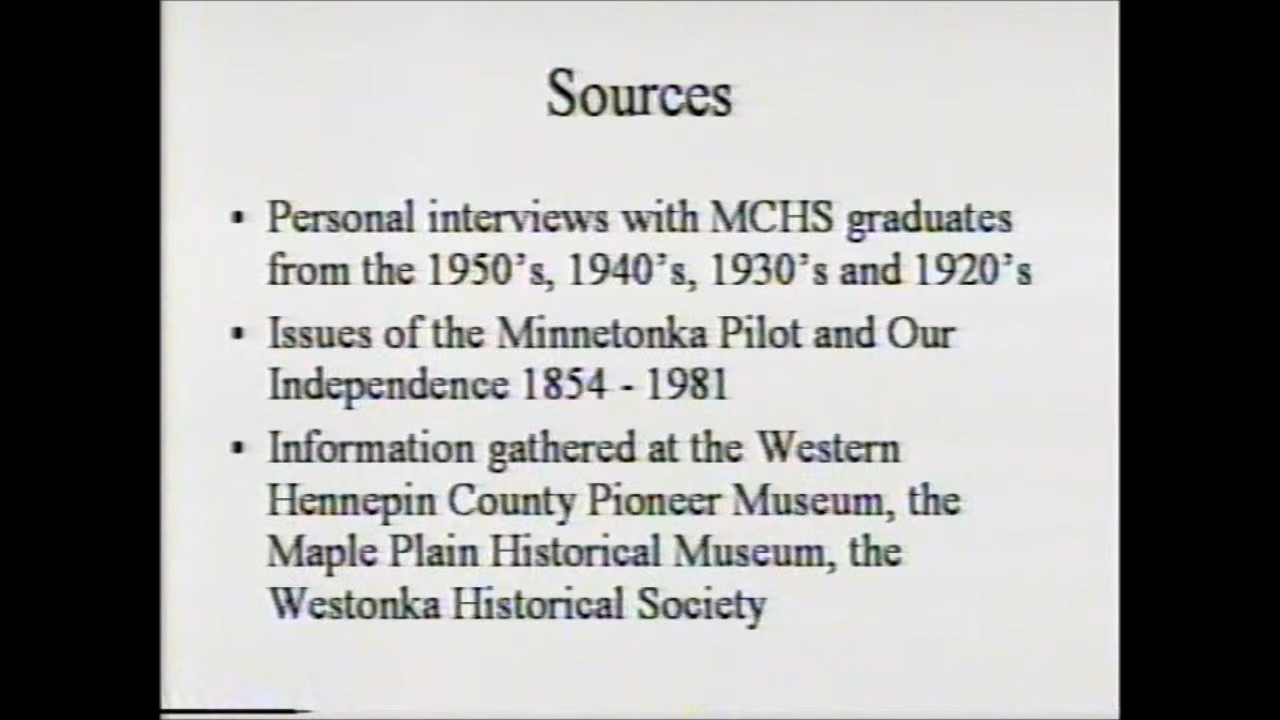 Sources
• Personal interviews with MCHS graduates
from the 1950's, 1940's, 1930's and 1920's
• Issues of the Minnetonka Pilot and Our
Independence 1854 - 1981
• Information gathered at the Western
Hennepin County Pioneer Museum, the
Maple Plain Historical Museum, the
Westonka Historical Society